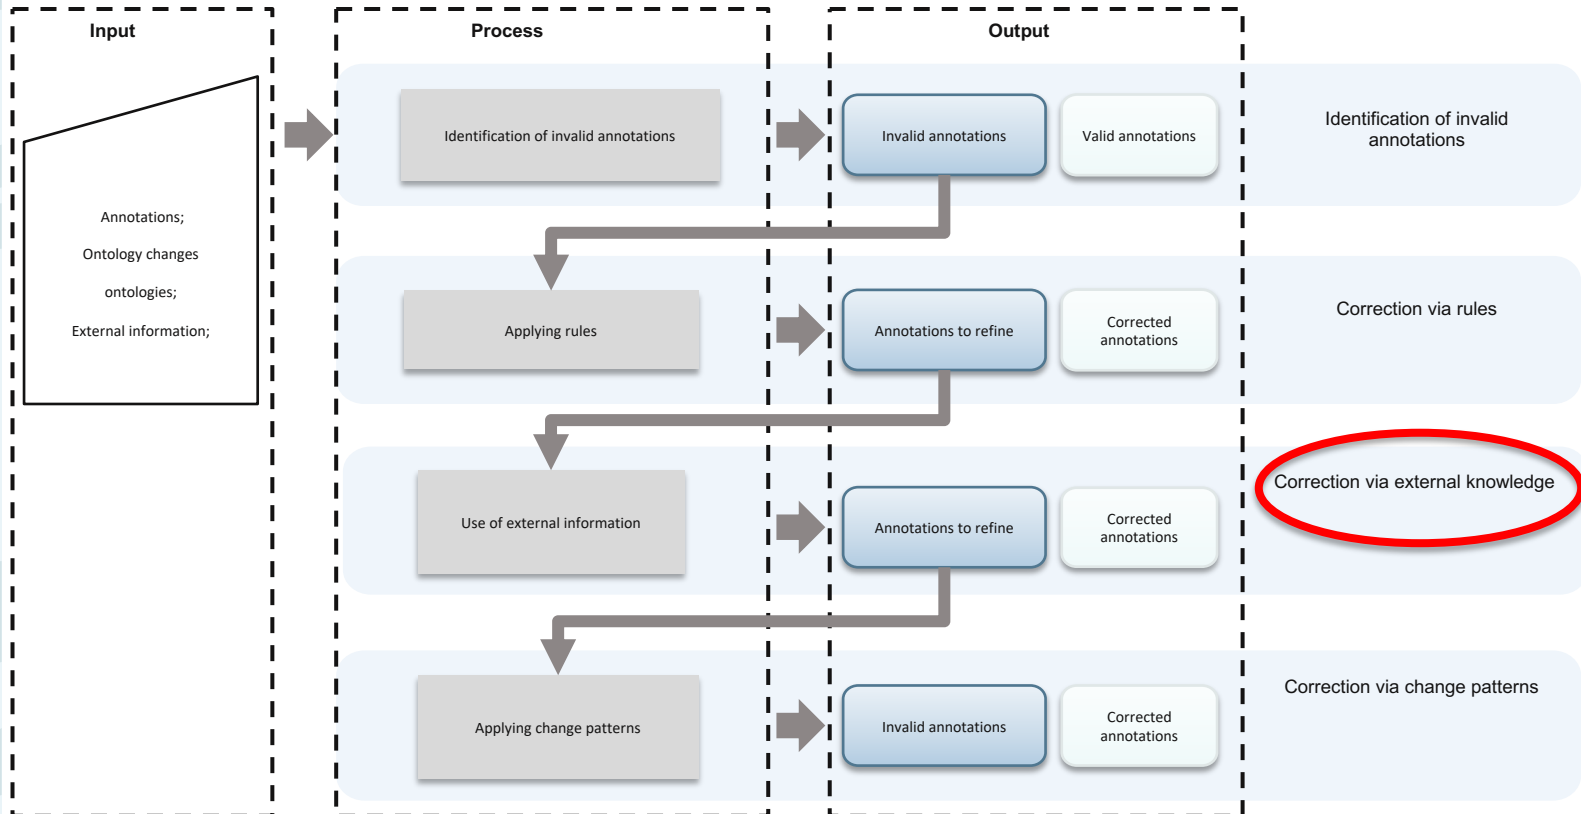 Input
Process
Output
Annotations;
Ontology changes
ontologies;
External information;
Identification of invalid annotations
Invalid annotations
Valid annotations
Identification of invalid
annotations
Applying rules
Annotations to refine
Corrected
annotations
Correction via rules
Use of external information
Annotations to refine
Corrected
annotations
Correction via external knowledge
Applying change patterns
Invalid annotations
Corrected
annotations
Correction via change patterns